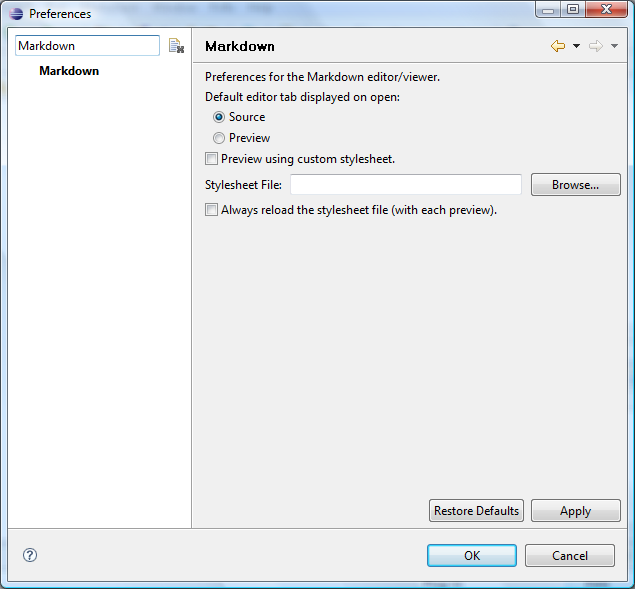 Preferences
Markdown
Markdown
Markdown
Preferences for the Markdown editor/viewer.
Default editor tab displayed on open:
Source
Preview
Preview using custom stylesheet.
Stylesheet File:
Browse...
Always reload the stylesheet file (with each preview).
Restore Defaults
Apply
?
OK
Cancel